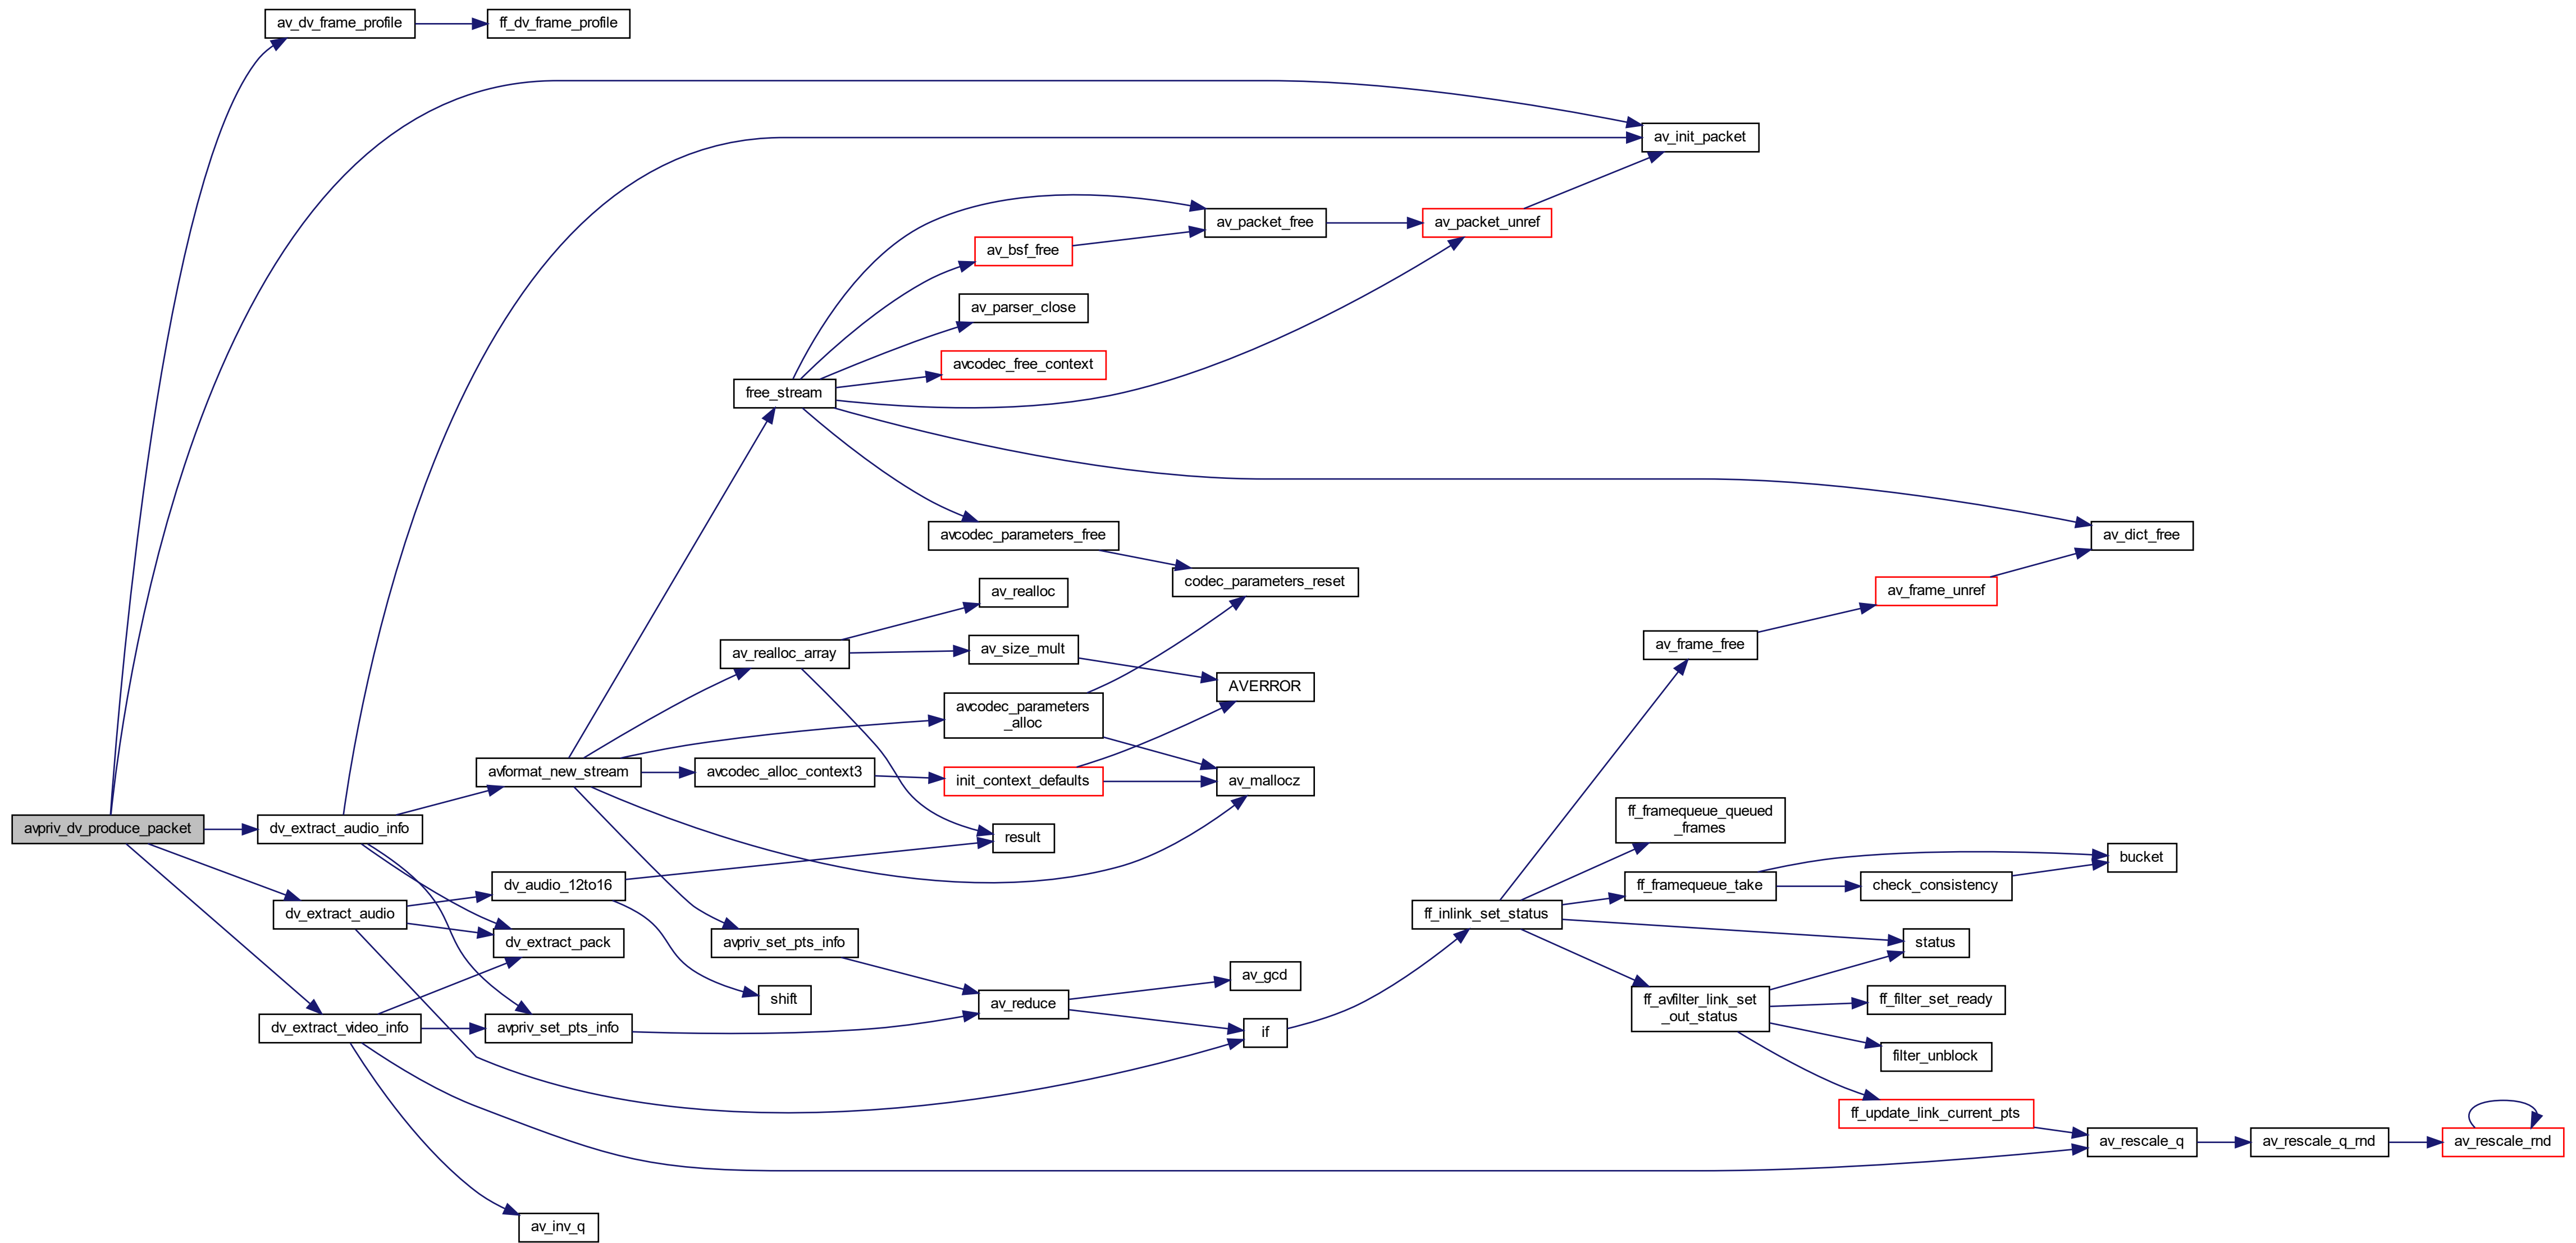 av_dv_frame_profile
ff_dv_frame_profile
av_init_packet
av_packet_free
av_packet_unref
av_bsf_free
av_parser_close
avcodec_free_context
free_stream
avcodec_parameters_free
av_dict_free
codec_parameters_reset
av_realloc
av_frame_unref
av_realloc_array
av_size_mult
av_frame_free
AVERROR
avcodec_parameters
_alloc
avformat_new_stream
avcodec_alloc_context3
init_context_defaults
av_mallocz
ff_framequeue_queued
_frames
avpriv_dv_produce_packet
dv_extract_audio_info
result
bucket
dv_audio_12to16
ff_framequeue_take
check_consistency
dv_extract_audio
ff_inlink_set_status
dv_extract_pack
avpriv_set_pts_info
status
av_gcd
shift
av_reduce
ff_avfilter_link_set
_out_status
ff_filter_set_ready
dv_extract_video_info
avpriv_set_pts_info
if
filter_unblock
ff_update_link_current_pts
av_rescale_q
av_rescale_q_rnd
av_rescale_rnd
av_inv_q